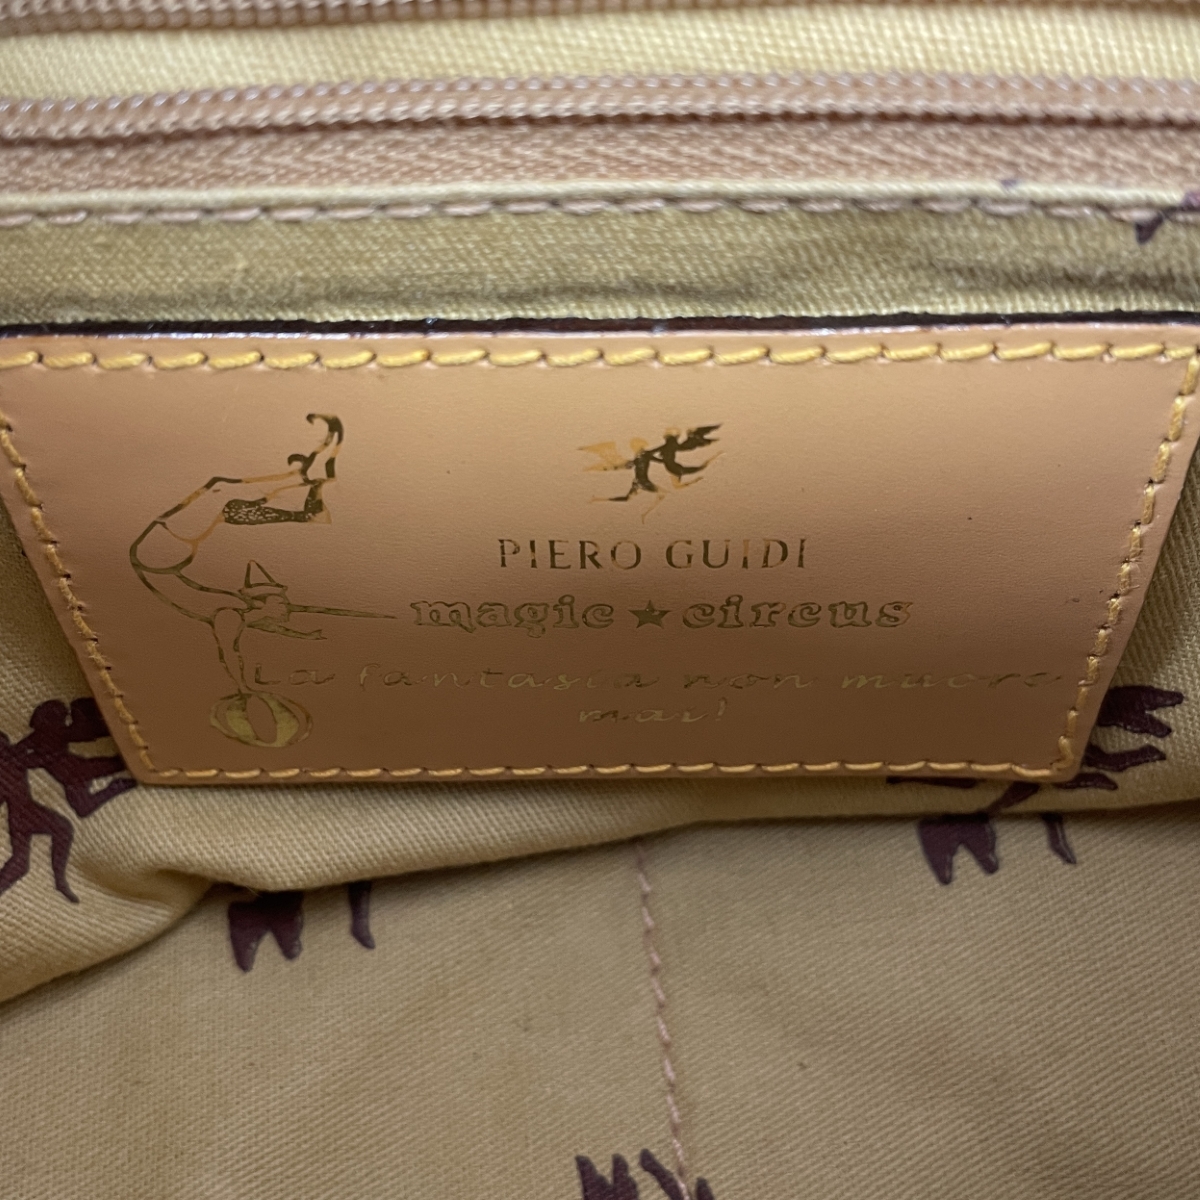 PIERO GUIDI
magic★circus
La fantasia non muore
mai!